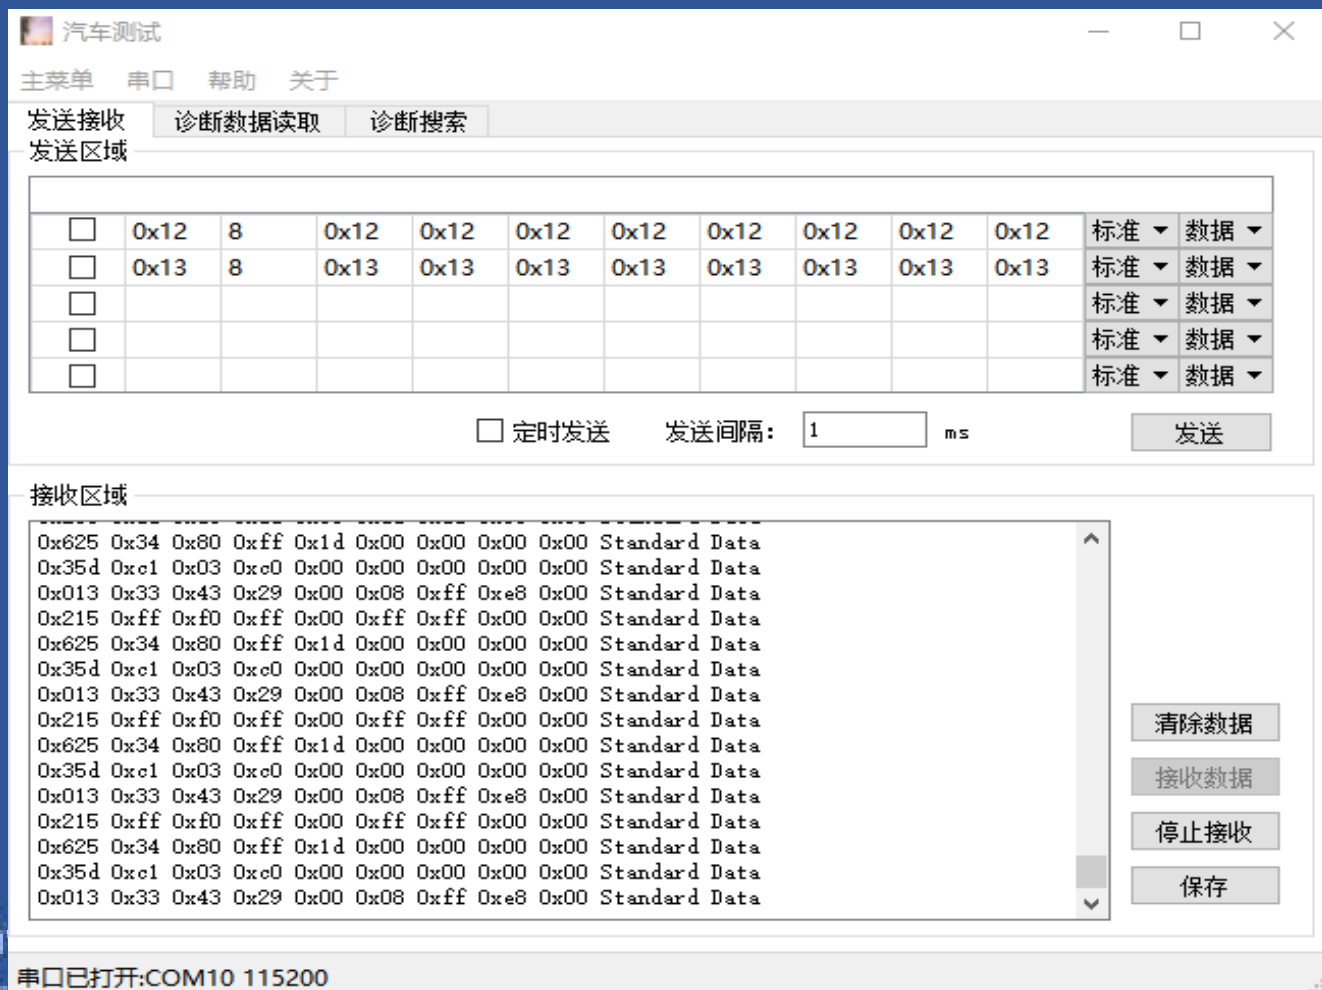 汽车测试
主菜单 串口 帮助 关于
发送接收 诊断数据读取 诊断搜索
发送区域
0x12 8 0x12 0x12 0x12 0x12 0x12 0x12 0x12 0x12 标准 数据
0x13 8 0x13 0x13 0x13 0x13 0x13 0x13 0x13 0x13 标准 数据
标准 数据
标准 数据
标准 数据
定时发送 发送间隔: 1 ms 发送
接收区域
0x625 0x34 0x80 0xff 0x1d 0x00 0x00 0x00 0x00 Standard Data
0x35d 0xc1 0x03 0xc0 0x00 0x00 0x00 0x00 0x00 Standard Data
0x013 0x33 0x43 0x29 0x00 0x08 0xff 0xe8 0x00 Standard Data
0x215 0xff 0xf0 0xff 0x00 0xff 0xff 0x00 0x00 Standard Data
0x625 0x34 0x80 0xff 0x1d 0x00 0x00 0x00 0x00 Standard Data
0x35d 0xc1 0x03 0xc0 0x00 0x00 0x00 0x00 0x00 Standard Data
0x013 0x33 0x43 0x29 0x00 0x08 0xff 0xe8 0x00 Standard Data
0x215 0xff 0xf0 0xff 0x00 0xff 0xff 0x00 0x00 Standard Data
0x625 0x34 0x80 0xff 0x1d 0x00 0x00 0x00 0x00 Standard Data
0x35d 0xc1 0x03 0xc0 0x00 0x00 0x00 0x00 0x00 Standard Data
0x013 0x33 0x43 0x29 0x00 0x08 0xff 0xe8 0x00 Standard Data
0x215 0xff 0xf0 0xff 0x00 0xff 0xff 0x00 0x00 Standard Data
0x625 0x34 0x80 0xff 0x1d 0x00 0x00 0x00 0x00 Standard Data
0x35d 0xc1 0x03 0xc0 0x00 0x00 0x00 0x00 0x00 Standard Data
0x013 0x33 0x43 0x29 0x00 0x08 0xff 0xe8 0x00 Standard Data
清除数据
接收数据
停止接收
保存
串口已打开:COM10 115200